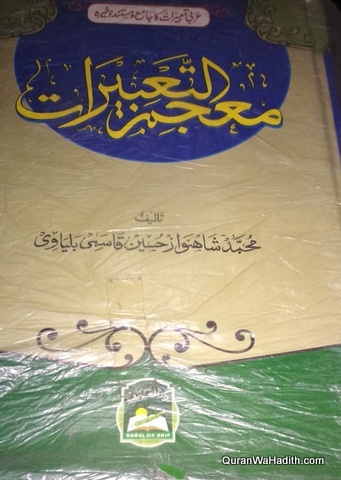 عربی تعبیرات کا جامع و مستند ذخیرہ
معجم التعبیرات
تالیف
محمد شاہنواز حسین قاسمی بلیاوی
DARUL MA'ARIF
QuranWaHadith.com